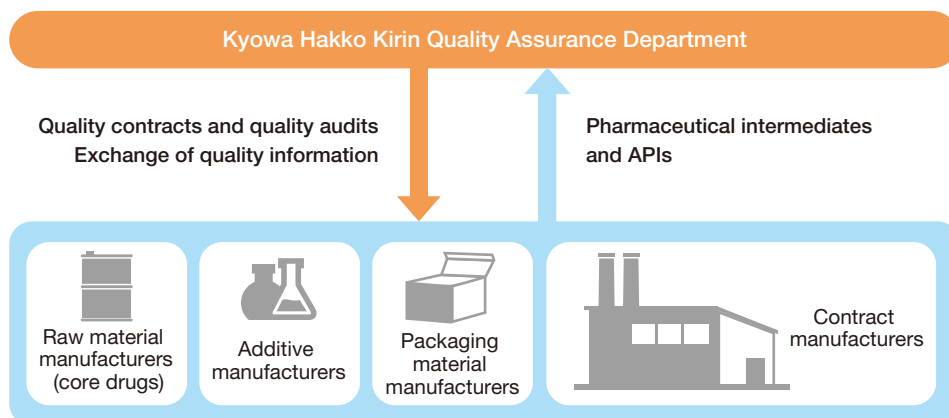 Kyowa Hakko Kirin Quality Assurance Department
Quality contracts and quality audits
Exchange of quality information
Pharmaceutical intermediates
and APIs
Raw material
manufacturers
(core drugs)
Additive
manufacturers
Packaging
material
manufacturers
Contract
manufacturers